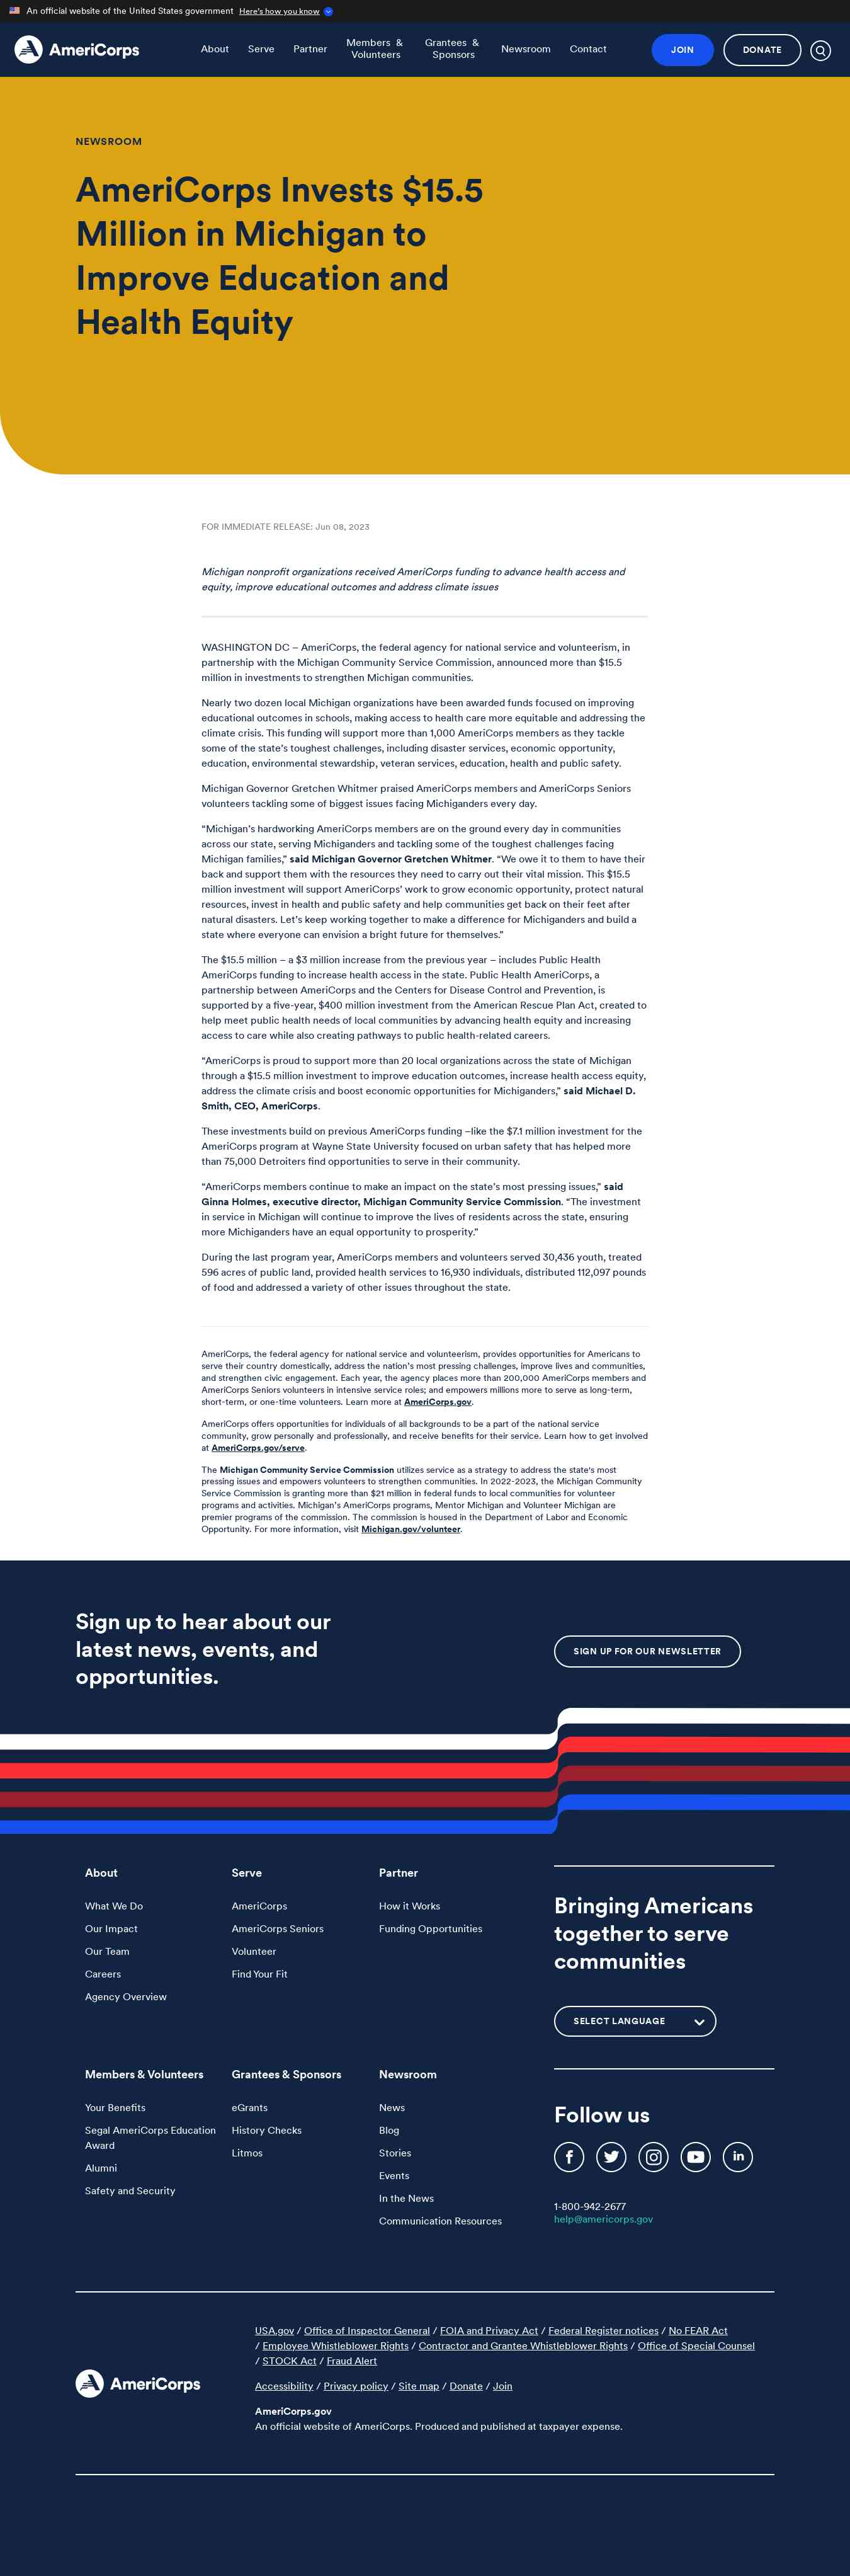 An official website of the United States government Here's how you know
AmeriCorps
About
Serve
Partner
Members &
Volunteers
Grantees &
Sponsors
Newsroom
Contact
JOIN
DONATE
NEWSROOM
AmeriCorps Invests $15.5
Million in Michigan to
Improve Education and
Health Equity
FOR IMMEDIATE RELEASE: Jun 08, 2023
Michigan nonprofit organizations received AmeriCorps funding to advance health access and
equity, improve educational outcomes and address climate issues
WASHINGTON DC – AmeriCorps, the federal agency for national service and volunteerism, in
partnership with the Michigan Community Service Commission, announced more than $15.5
million in investments to strengthen Michigan communities.
Nearly two dozen local Michigan organizations have been awarded funds focused on improving
educational outcomes in schools, making access to health care more equitable and addressing the
climate crisis. This funding will support more than 1,000 AmeriCorps members as they tackle
some of the state's toughest challenges, including disaster services, economic opportunity,
education, environmental stewardship, veteran services, education, health and public safety.
Michigan Governor Gretchen Whitmer praised AmeriCorps members and AmeriCorps Seniors
volunteers tackling some of biggest issues facing Michiganders every day.
“Michigan's hardworking AmeriCorps members are on the ground every day in communities
across our state, serving Michiganders and tackling some of the toughest challenges facing
Michigan families,” said Michigan Governor Gretchen Whitmer. “We owe it to them to have their
back and support them with the resources they need to carry out their vital mission. This $15.5
million investment will support AmeriCorps' work to grow economic opportunity, protect natural
resources, invest in health and public safety and help communities get back on their feet after
natural disasters. Let's keep working together to make a difference for Michiganders and build a
state where everyone can envision a bright future for themselves.”
The $15.5 million – a $3 million increase from the previous year – includes Public Health
AmeriCorps funding to increase health access in the state. Public Health AmeriCorps, a
partnership between AmeriCorps and the Centers for Disease Control and Prevention, is
supported by a five-year, $400 million investment from the American Rescue Plan Act, created to
help meet public health needs of local communities by advancing health equity and increasing
access to care while also creating pathways to public health-related careers.
“AmeriCorps is proud to support more than 20 local organizations across the state of Michigan
through a $15.5 million investment to improve education outcomes, increase health access equity,
address the climate crisis and boost economic opportunities for Michiganders,” said Michael D.
Smith, CEO, AmeriCorps.
These investments build on previous AmeriCorps funding –like the $7.1 million investment for the
AmeriCorps program at Wayne State University focused on urban safety that has helped more
than 75,000 Detroiters find opportunities to serve in their community.
“AmeriCorps members continue to make an impact on the state's most pressing issues,” said
Ginna Holmes, executive director, Michigan Community Service Commission. “The investment
in service in Michigan will continue to improve the lives of residents across the state, ensuring
more Michiganders have an equal opportunity to prosperity.”
During the last program year, AmeriCorps members and volunteers served 30,436 youth, treated
596 acres of public land, provided health services to 16,930 individuals, distributed 112,097 pounds
of food and addressed a variety of other issues throughout the state.
AmeriCorps, the federal agency for national service and volunteerism, provides opportunities for Americans to
serve their country domestically, address the nation's most pressing challenges, improve lives and communities,
and strengthen civic engagement. Each year, the agency places more than 200,000 AmeriCorps members and
AmeriCorps Seniors volunteers in intensive service roles; and empowers millions more to serve as long-term,
short-term, or one-time volunteers. Learn more at AmeriCorps.gov.
AmeriCorps offers opportunities for individuals of all backgrounds to be a part of the national service
community, grow personally and professionally, and receive benefits for their service. Learn how to get involved
at AmeriCorps.gov/serve.
The Michigan Community Service Commission utilizes service as a strategy to address the state's most
pressing issues and empowers volunteers to strengthen communities. In 2022-2023, the Michigan Community
Service Commission is granting more than $21 million in federal funds to local communities for volunteer
programs and activities. Michigan's AmeriCorps programs, Mentor Michigan and Volunteer Michigan are
premier programs of the commission. The commission is housed in the Department of Labor and Economic
Opportunity. For more information, visit Michigan.gov/volunteer.
Sign up to hear about our
latest news, events, and
opportunities.
SIGN UP FOR OUR NEWSLETTER
About
What We Do
Our Impact
Our Team
Careers
Agency Overview
Serve
AmeriCorps
AmeriCorps Seniors
Volunteer
Find Your Fit
Partner
How it Works
Funding Opportunities
Bringing Americans
together to serve
communities
SELECT LANGUAGE
Members & Volunteers
Your Benefits
Segal AmeriCorps Education
Award
Alumni
Safety and Security
Grantees & Sponsors
eGrants
History Checks
Litmos
Newsroom
News
Blog
Stories
Events
In the News
Communication Resources
Follow us
1-800-942-2677
help@americorps.gov
AmeriCorps
USA.gov / Office of Inspector General / FOIA and Privacy Act / Federal Register notices / No FEAR Act
/ Employee Whistleblower Rights / Contractor and Grantee Whistleblower Rights / Office of Special Counsel
/ STOCK Act / Fraud Alert
Accessibility / Privacy policy / Site map / Donate / Join
AmeriCorps.gov
An official website of AmeriCorps. Produced and published at taxpayer expense.